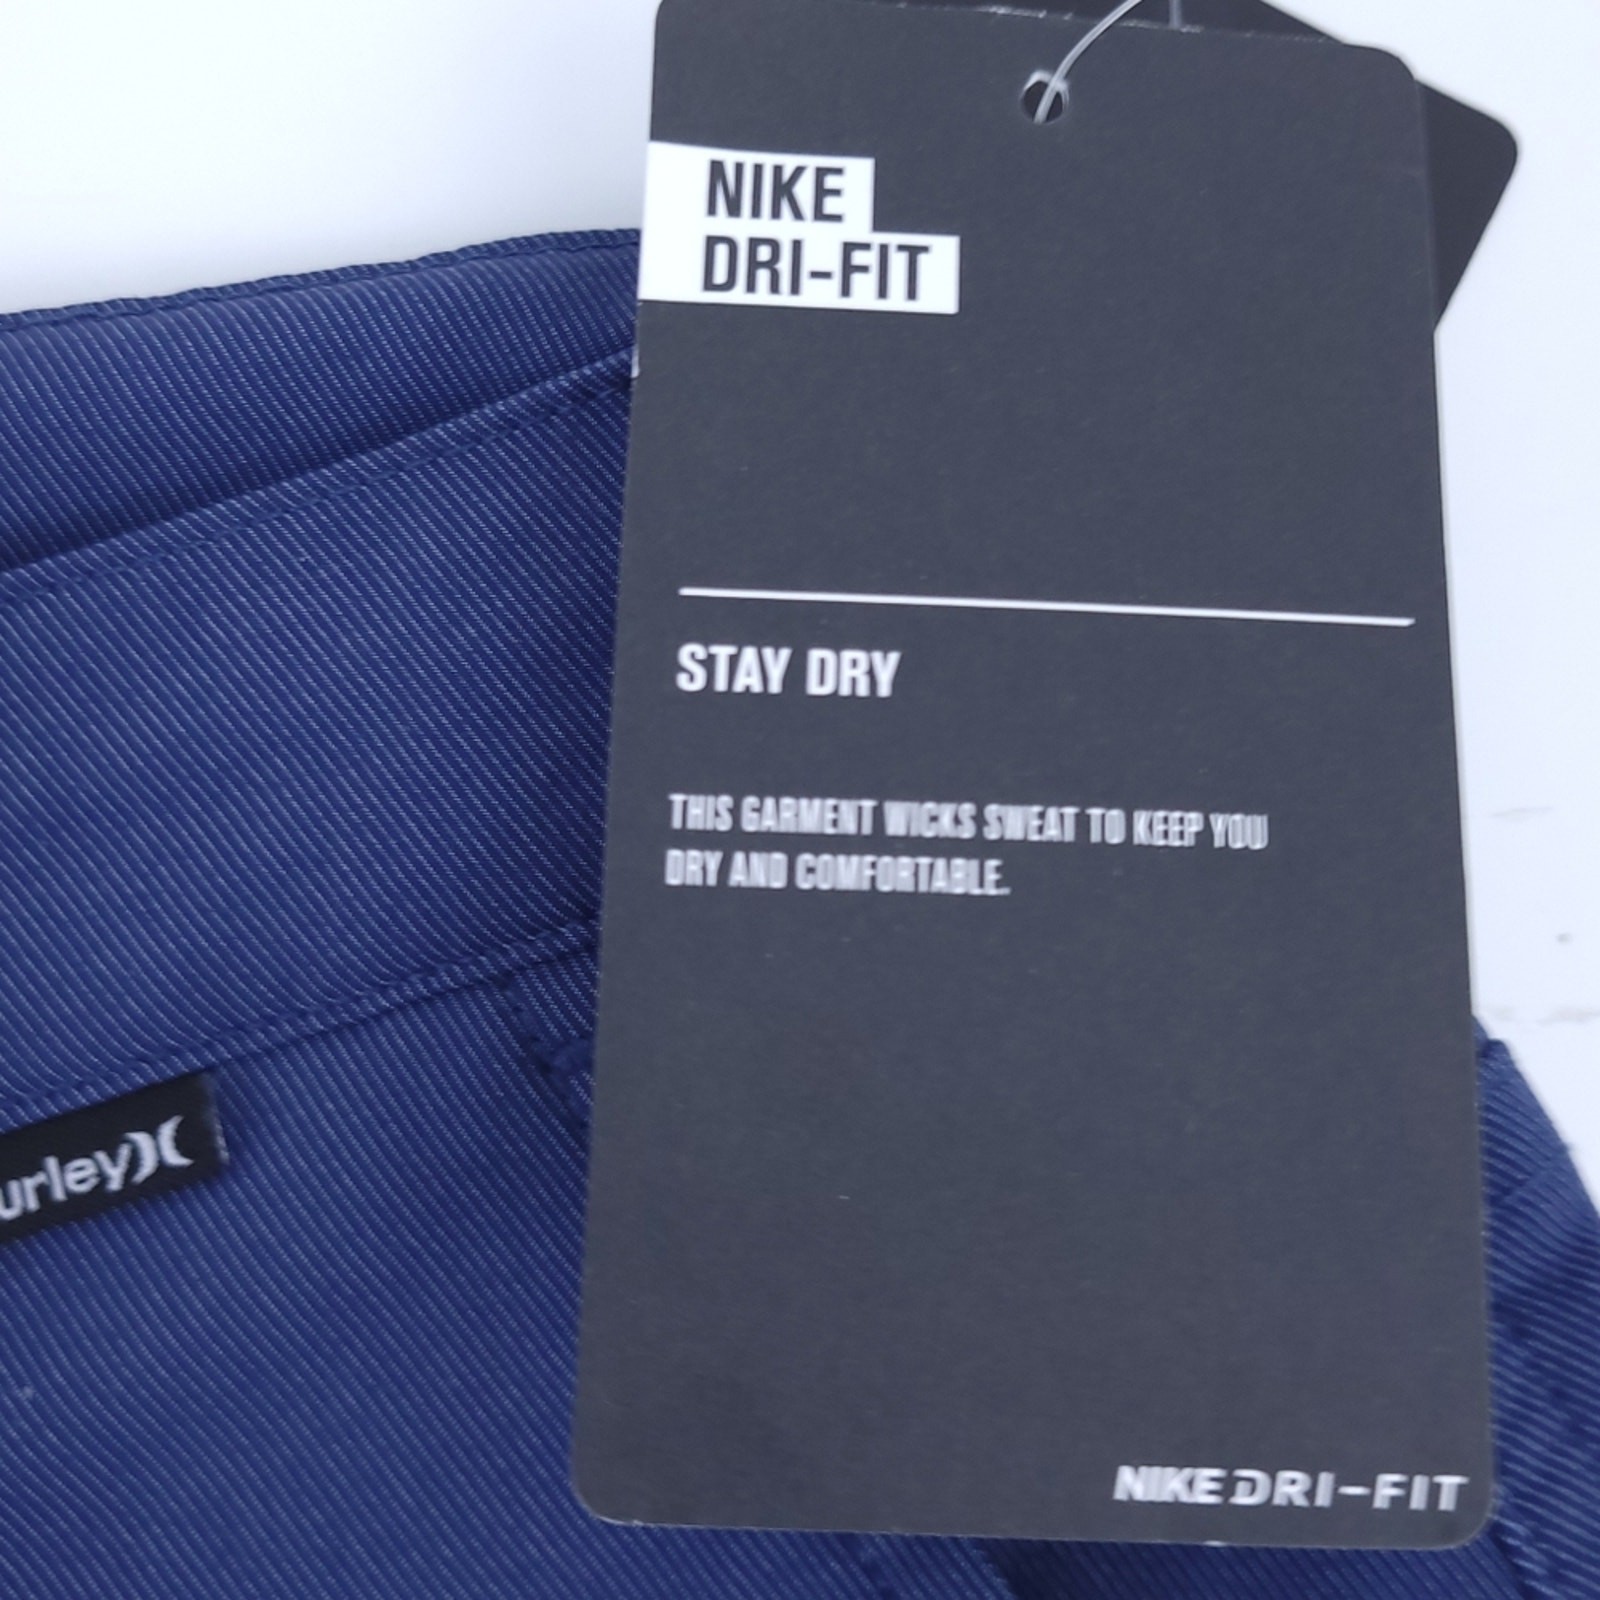 NIKE
DRI-FIT
STAY DRY
THIS GARMENT WICKS SWEAT TO KEEP YOU
DRY AND COMFORTABLE.
urley
NIKE DRI-FIT